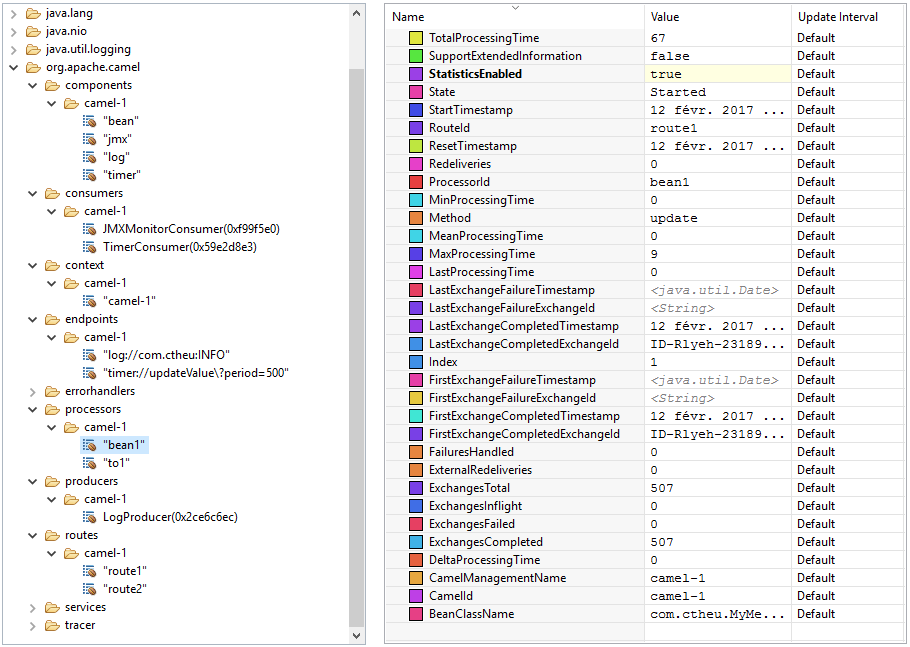 java.lang
java.nio
java.util.logging
org.apache.camel
components
camel-1
"bean"
"jmx"
"log"
"timer"
consumers
camel-1
JMXMonitorConsumer(0xf99f5e0)
TimerConsumer(0x59e2d8e3)
context
camel-1
"camel-1"
endpoints
camel-1
"log://com.ctheu:INFO"
"timer://updateValue\?period=500"
errorhandlers
processors
camel-1
"bean1"
"to1"
producers
camel-1
LogProducer(0x2ce6c6ec)
routes
camel-1
"route1"
"route2"
services
tracer
Name Value Update Interval
TotalProcessingTime 67 Default
SupportExtendedInformation false Default
StatisticsEnabled true Default
State Started Default
StartTimestamp 12 févr. 2017 ... Default
RouteId route1 Default
ResetTimestamp 12 févr. 2017 ... Default
Redeliveries 0 Default
ProcessorId bean1 Default
MinProcessingTime 0 Default
Method update Default
MeanProcessingTime 0 Default
MaxProcessingTime 9 Default
LastProcessingTime 0 Default
LastExchangeFailureTimestamp <java.util.Date> Default
LastExchangeFailureExchangeId <String> Default
LastExchangeCompletedTimestamp 12 févr. 2017 ... Default
LastExchangeCompletedExchangeId ID-Rlyeh-23189... Default
Index 1 Default
FirstExchangeFailureTimestamp <java.util.Date> Default
FirstExchangeFailureExchangeId <String> Default
FirstExchangeCompletedTimestamp 12 févr. 2017 ... Default
FirstExchangeCompletedExchangeId ID-Rlyeh-23189... Default
FailuresHandled 0 Default
ExternalRedeliveries 0 Default
ExchangesTotal 507 Default
ExchangesInflight 0 Default
ExchangesFailed 0 Default
ExchangesCompleted 507 Default
DeltaProcessingTime 0 Default
CamelManagementName camel-1 Default
CamelId camel-1 Default
BeanClassName com.ctheu.MyMe... Default